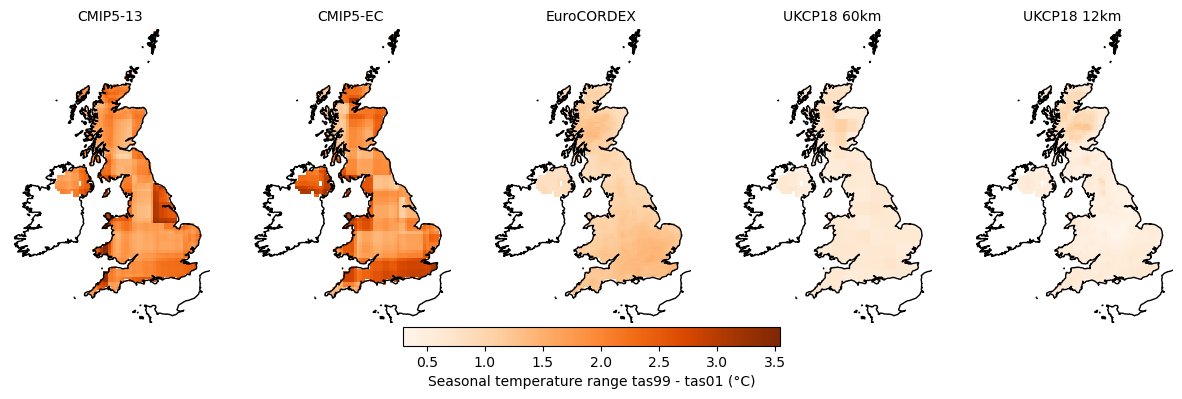 CMIP5-13 CMIP5-EC EuroCORDEX UKCP18 60km UKCP18 12km
0.5 1.0 1.5 2.0 2.5 3.0 3.5
Seasonal temperature range tas99 - tas01 (°C)